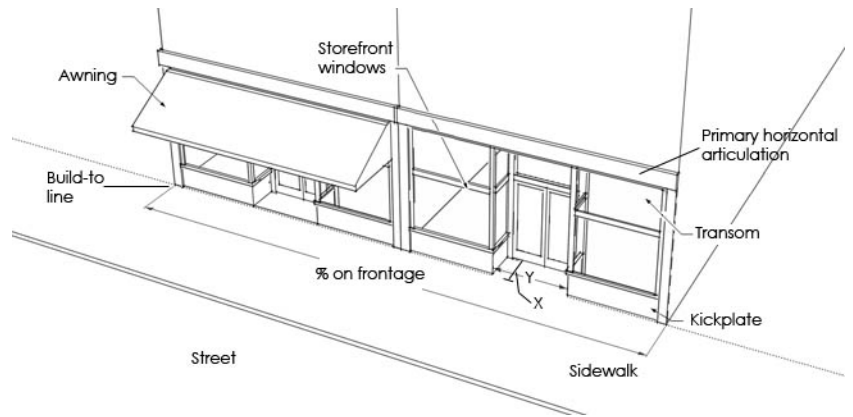 Storefront
windows
Awning
Primary horizontal
articulation
Build-to
line
Transom
% on frontage
Y
X
Kickplate
Street
Sidewalk